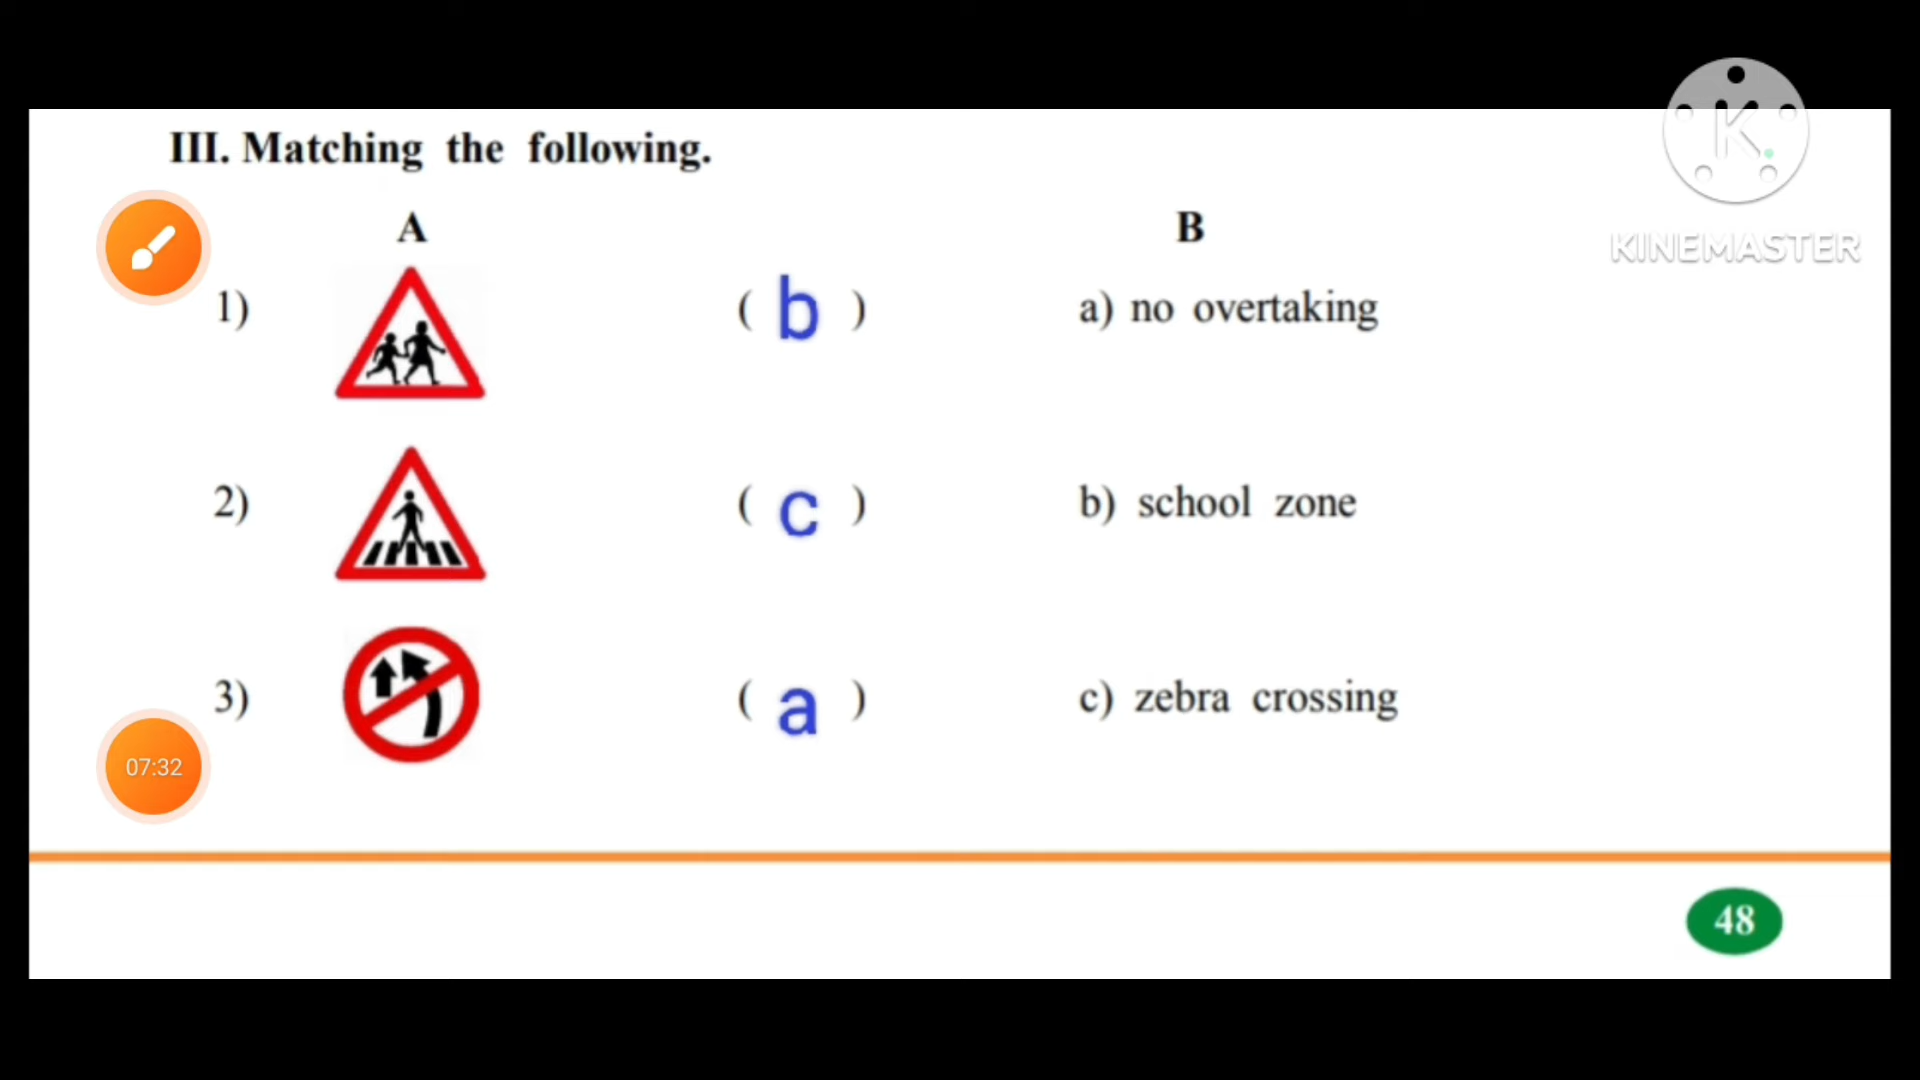 III. Matching the following.
A B
1) ( b ) a) no overtaking
2) ( c ) b) school zone
3) ( a ) c) zebra crossing
07:32
48
K.
KINEMASTER